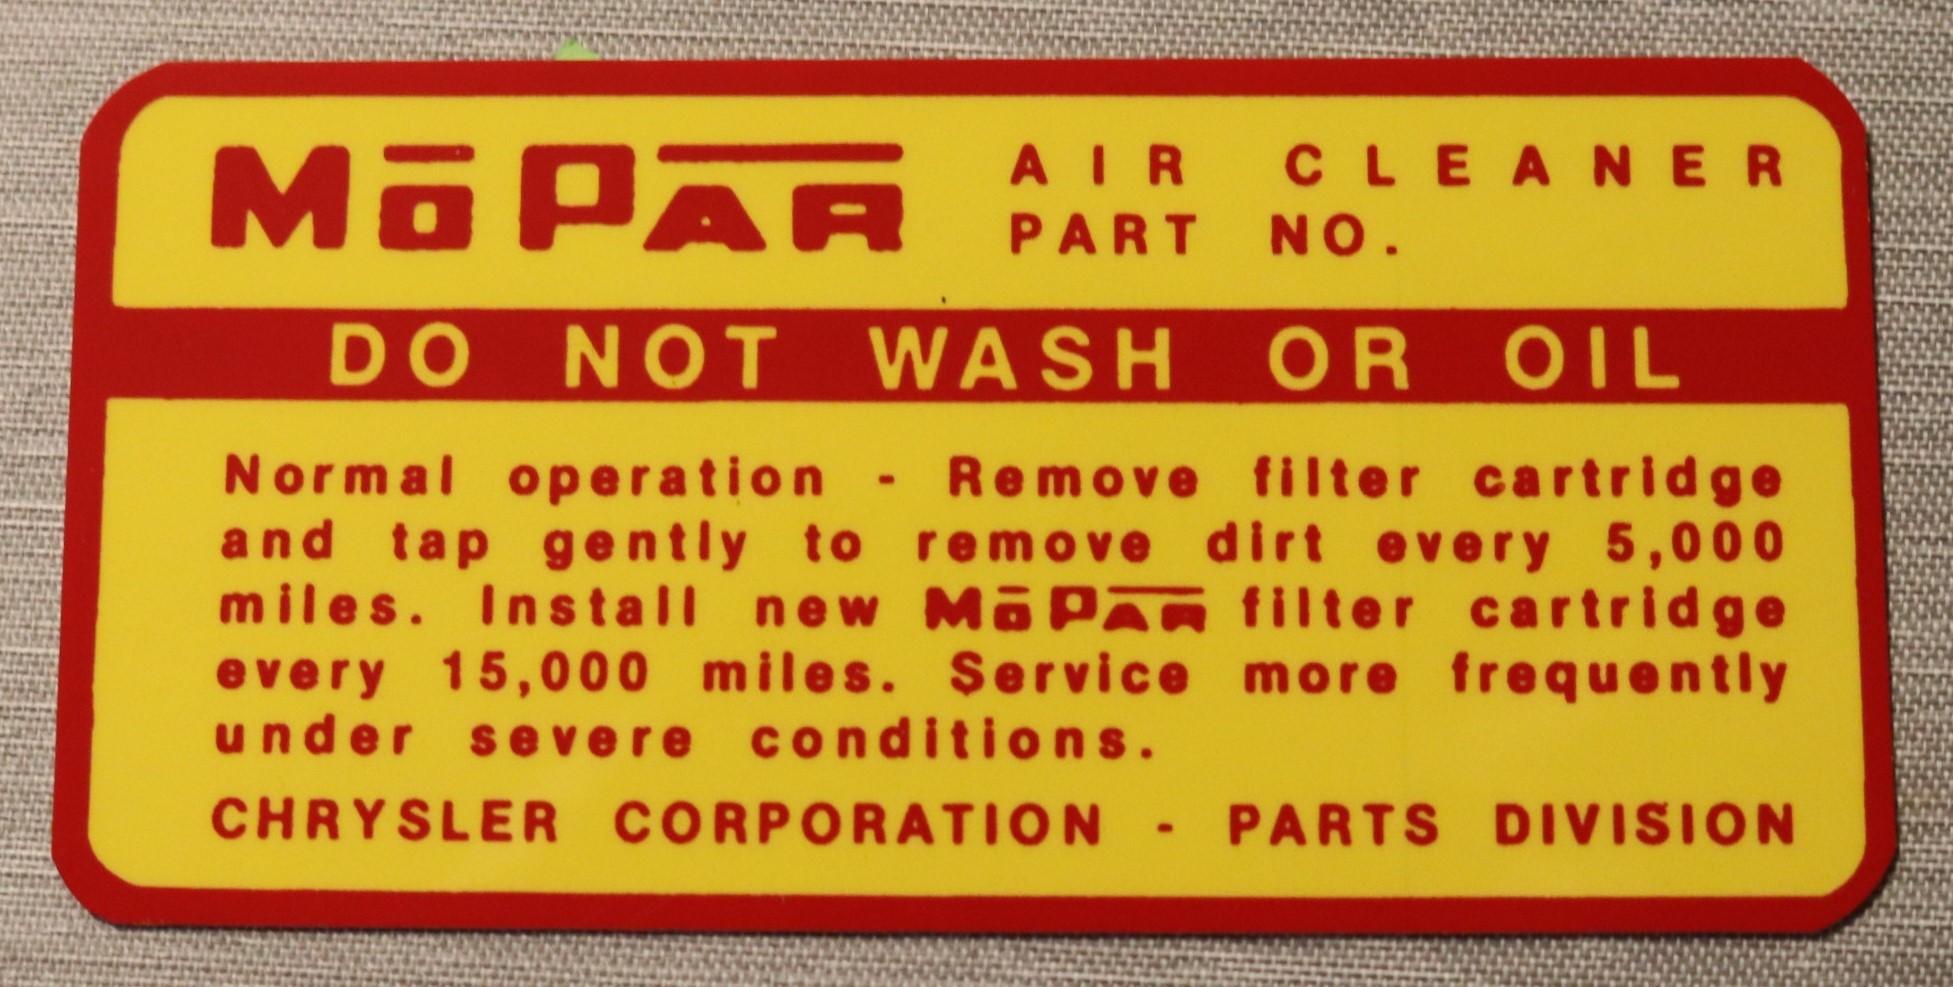 MōPAR AIR CLEANER
PART NO.
DO NOT WASH OR OIL
Normal operation - Remove filter cartridge
and tap gently to remove dirt every 5,000
miles. Install new MōPAR filter cartridge
every 15,000 miles. Service more frequently
under severe conditions.
CHRYSLER CORPORATION - PARTS DIVISION